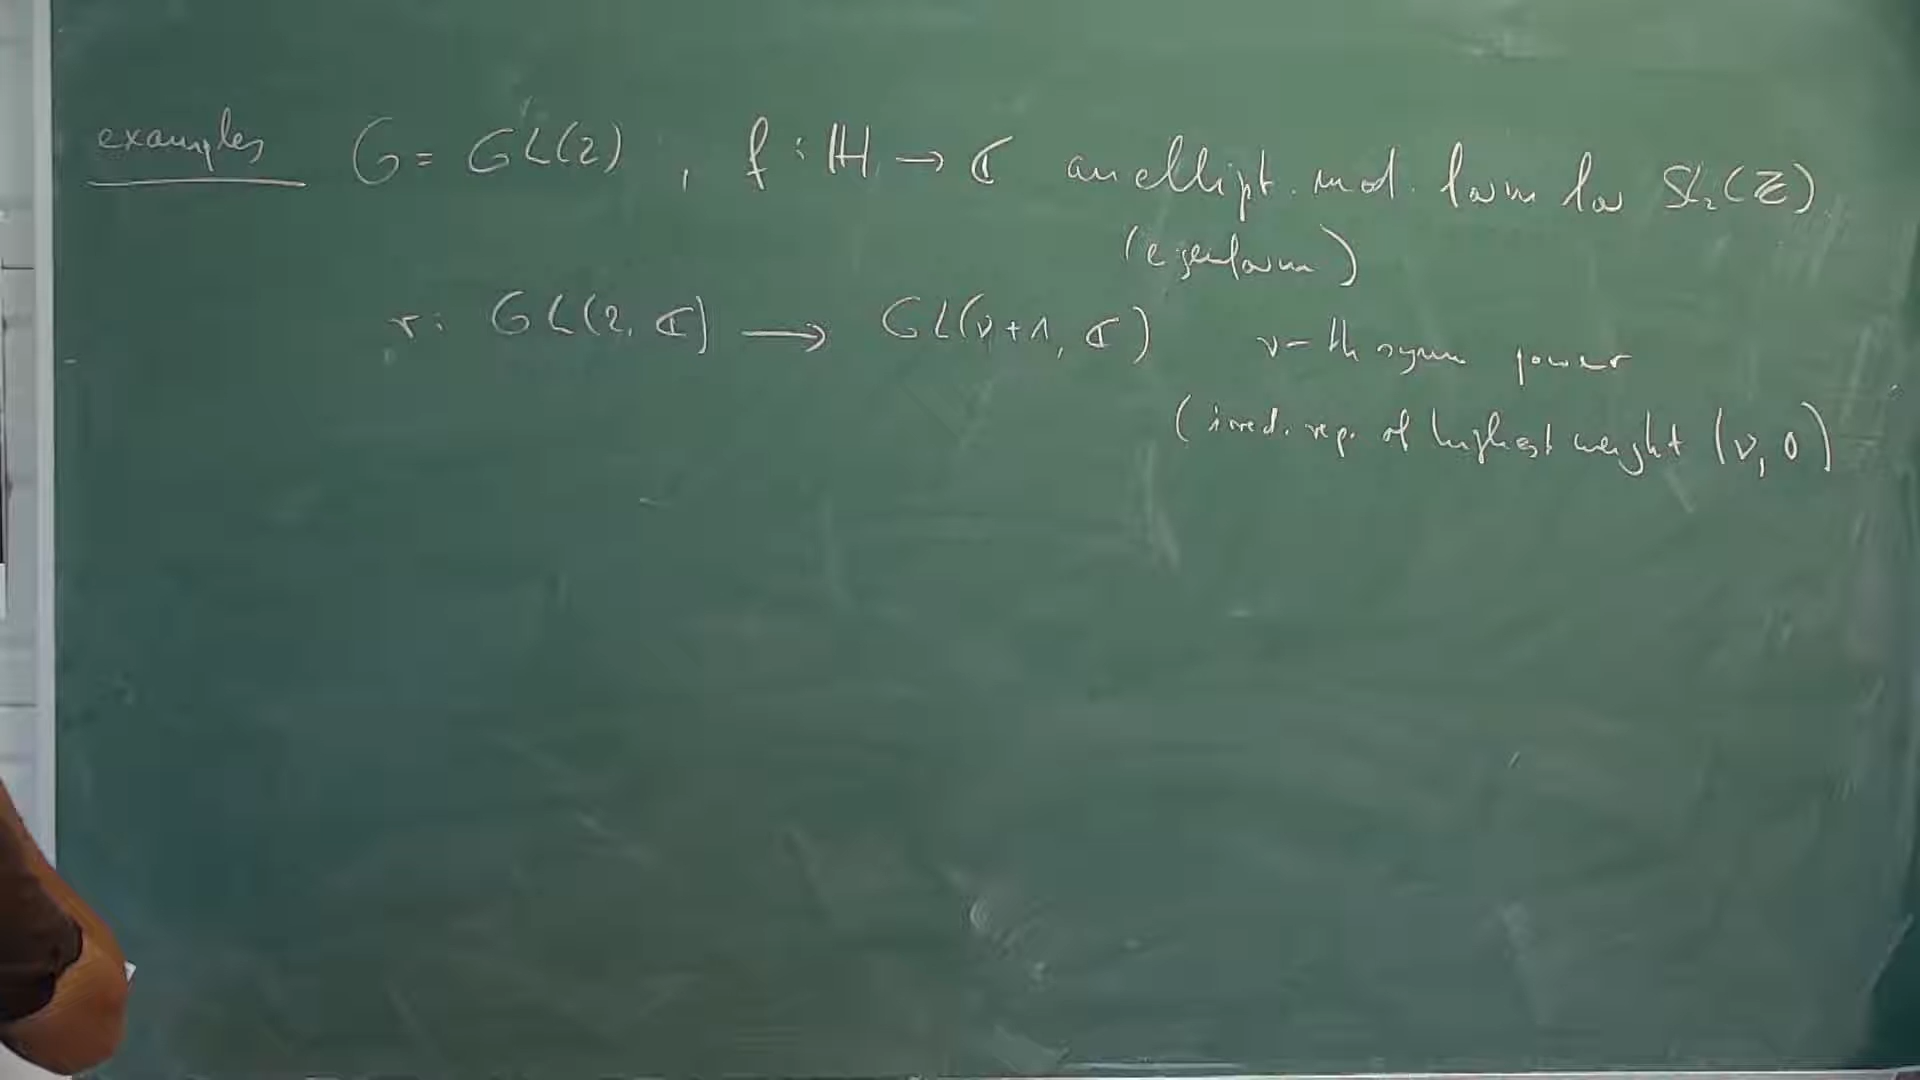 examples G = GL(2) , f : ℍ → ℂ an ellipt. mod. form for SL₂(ℤ)
(eigenform)
r: GL(2, ℂ) ⟶ GL(ν+1, ℂ) ν-th symm power
(irred. rep. of highest weight (ν, 0)